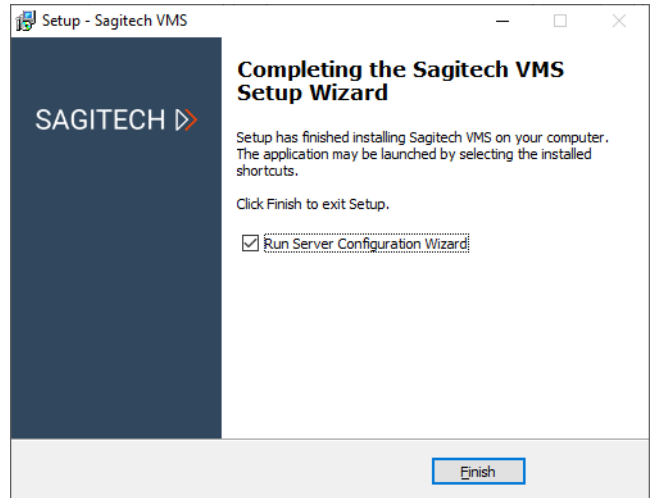 Setup - Sagitech VMS
SAGITECH
Completing the Sagitech VMS
Setup Wizard
Setup has finished installing Sagitech VMS on your computer.
The application may be launched by selecting the installed
shortcuts.
Click Finish to exit Setup.
Run Server Configuration Wizard
Finish